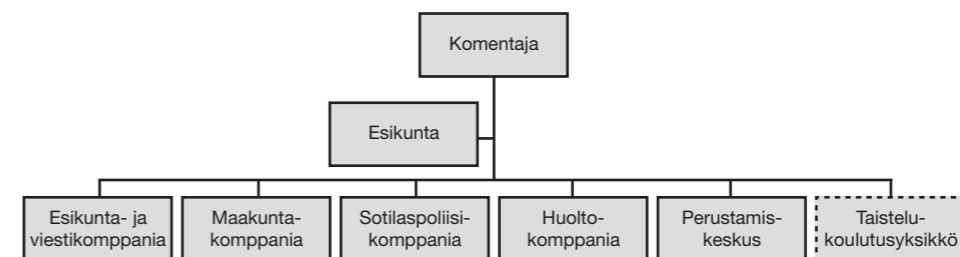 Komentaja
Esikunta
Esikunta- ja
viestikomppania
Maakunta-
komppania
Sotilaspoliisi-
komppania
Huolto-
komppania
Perustamis-
keskus
Taistelu-
koulutusyksikkö